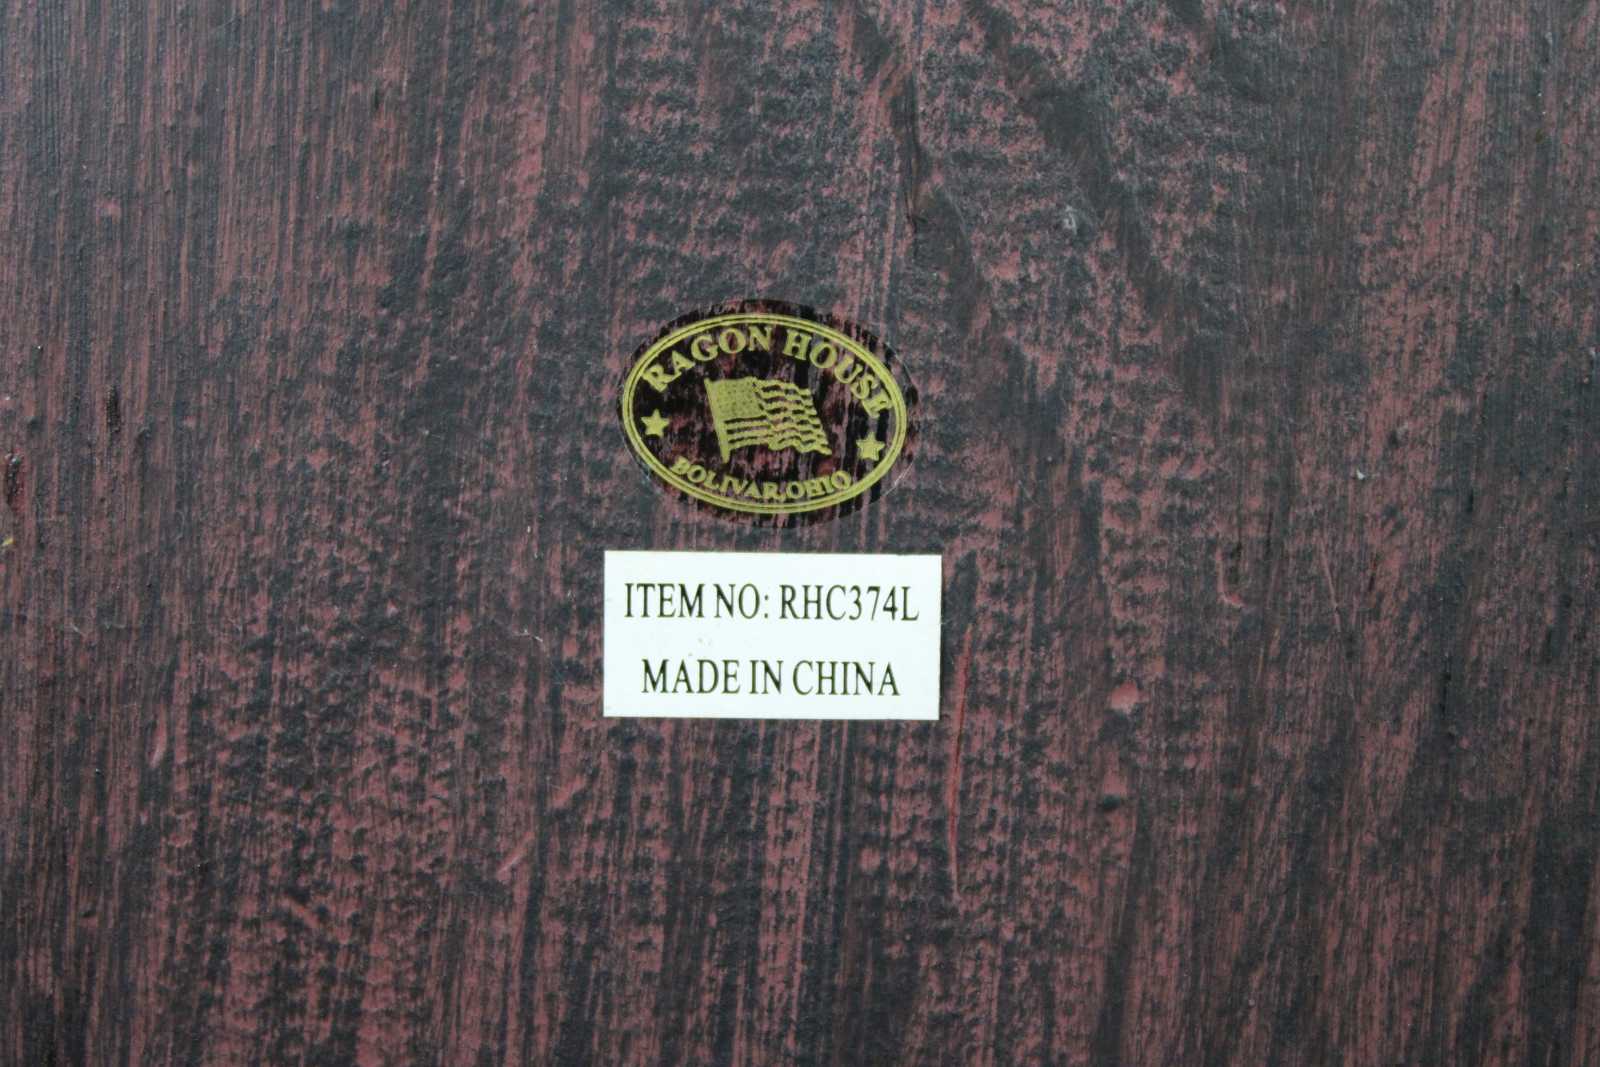 RAGON HOUSE
BOLIVAR, OHIO
ITEM NO: RHC374L
MADE IN CHINA